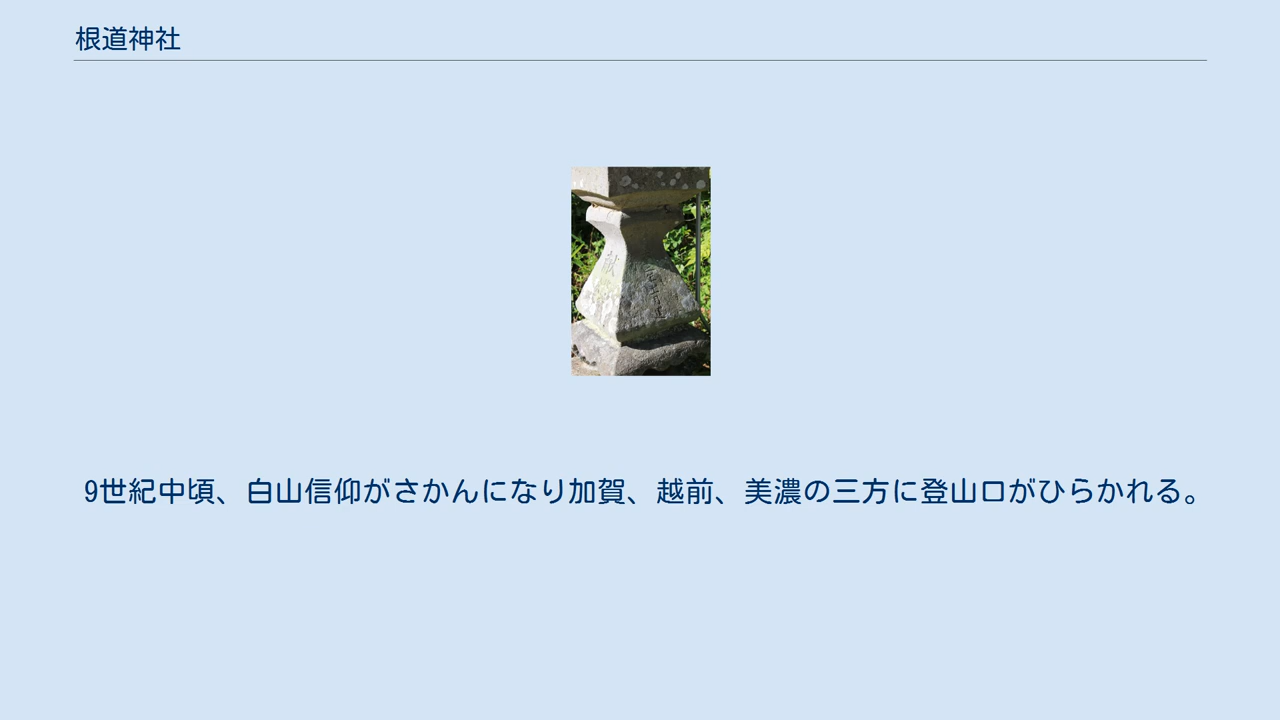 根道神社
献
9世紀中頃、白山信仰がさかんになり加賀、越前、美濃の三方に登山口がひらかれる。